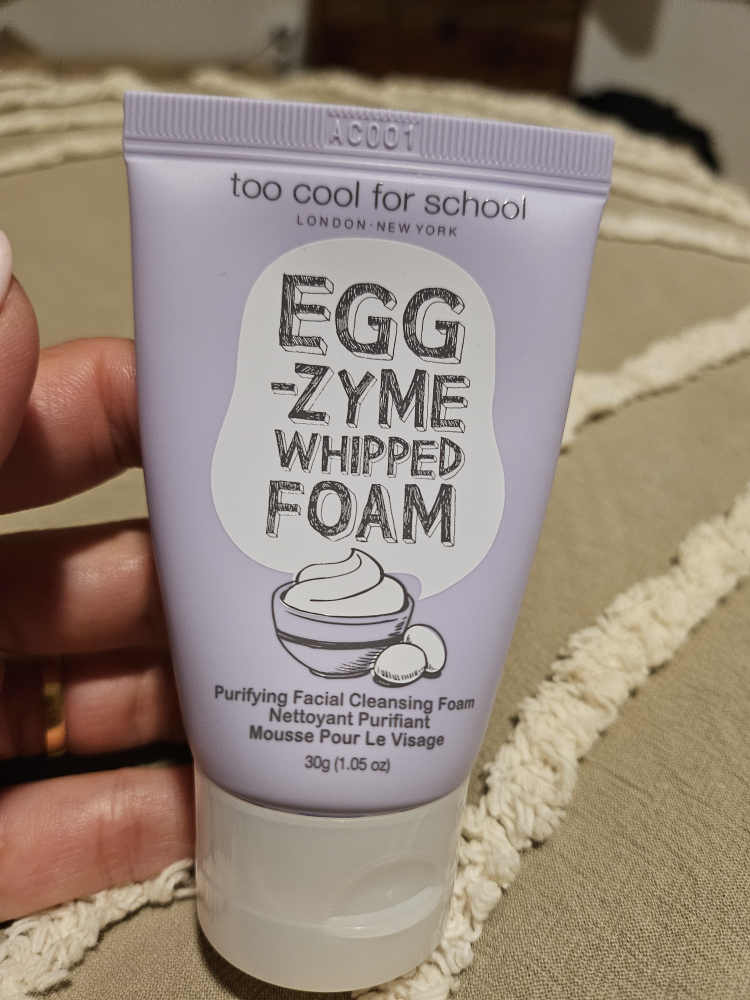 AC001
too cool for school
LONDON·NEW YORK
EGG
-ZYME
WHIPPED
FOAM
Purifying Facial Cleansing Foam
Nettoyant Purifiant
Mousse Pour Le Visage
30g (1.05 oz)